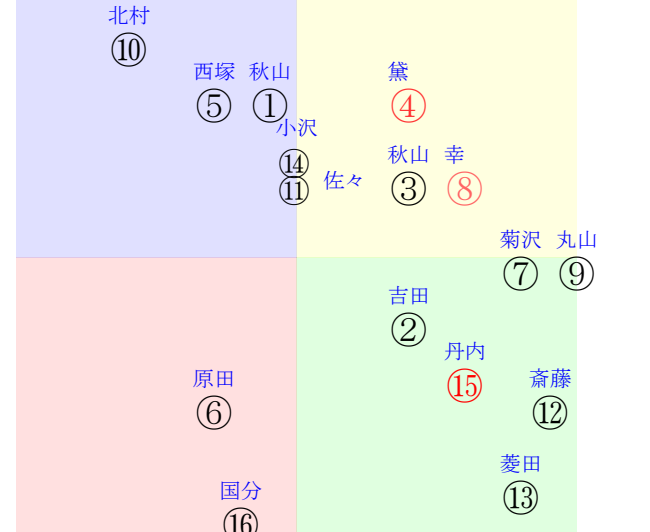 北村
⑩
西塚 秋山 黛
⑤ ① ④
小沢
⑭
秋山 幸
佐々
⑪ ③ ⑧
菊沢 丸山
⑦ ⑨
吉田
②
丹内
⑮
原田 斎藤
⑥ ⑫
菱田
⑬
国分
⑯